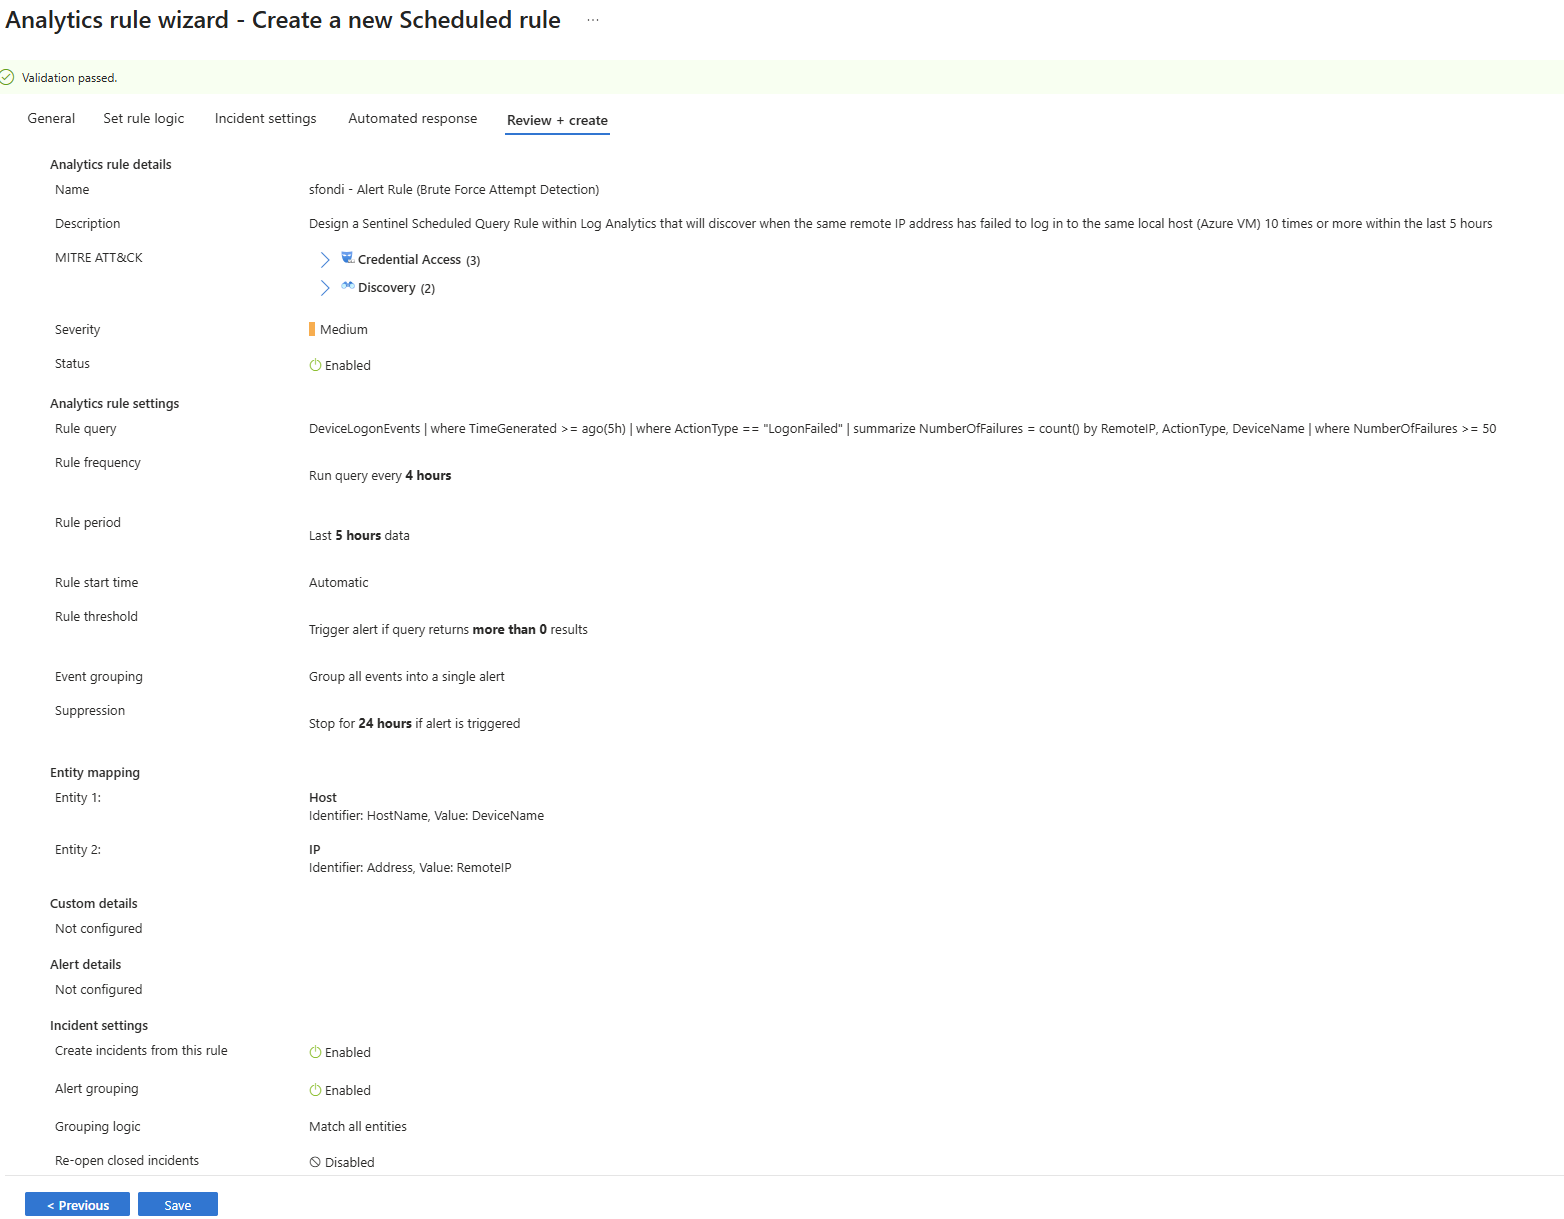 Analytics rule wizard - Create a new Scheduled rule ...
Validation passed.
General Set rule logic Incident settings Automated response Review + create
Analytics rule details
Name sfondi - Alert Rule (Brute Force Attempt Detection)
Description Design a Sentinel Scheduled Query Rule within Log Analytics that will discover when the same remote IP address has failed to log in to the same local host (Azure VM) 10 times or more within the last 5 hours
MITRE ATT&CK Credential Access (3)
Discovery (2)
Severity Medium
Status Enabled
Analytics rule settings
Rule query DeviceLogonEvents | where TimeGenerated >= ago(5h) | where ActionType == "LogonFailed" | summarize NumberOfFailures = count() by RemoteIP, ActionType, DeviceName | where NumberOfFailures >= 50
Rule frequency
Run query every 4 hours
Rule period
Last 5 hours data
Rule start time Automatic
Rule threshold
Trigger alert if query returns more than 0 results
Event grouping Group all events into a single alert
Suppression
Stop for 24 hours if alert is triggered
Entity mapping
Entity 1: Host
Identifier: HostName, Value: DeviceName
Entity 2: IP
Identifier: Address, Value: RemoteIP
Custom details
Not configured
Alert details
Not configured
Incident settings
Create incidents from this rule Enabled
Alert grouping Enabled
Grouping logic Match all entities
Re-open closed incidents Disabled
< Previous Save